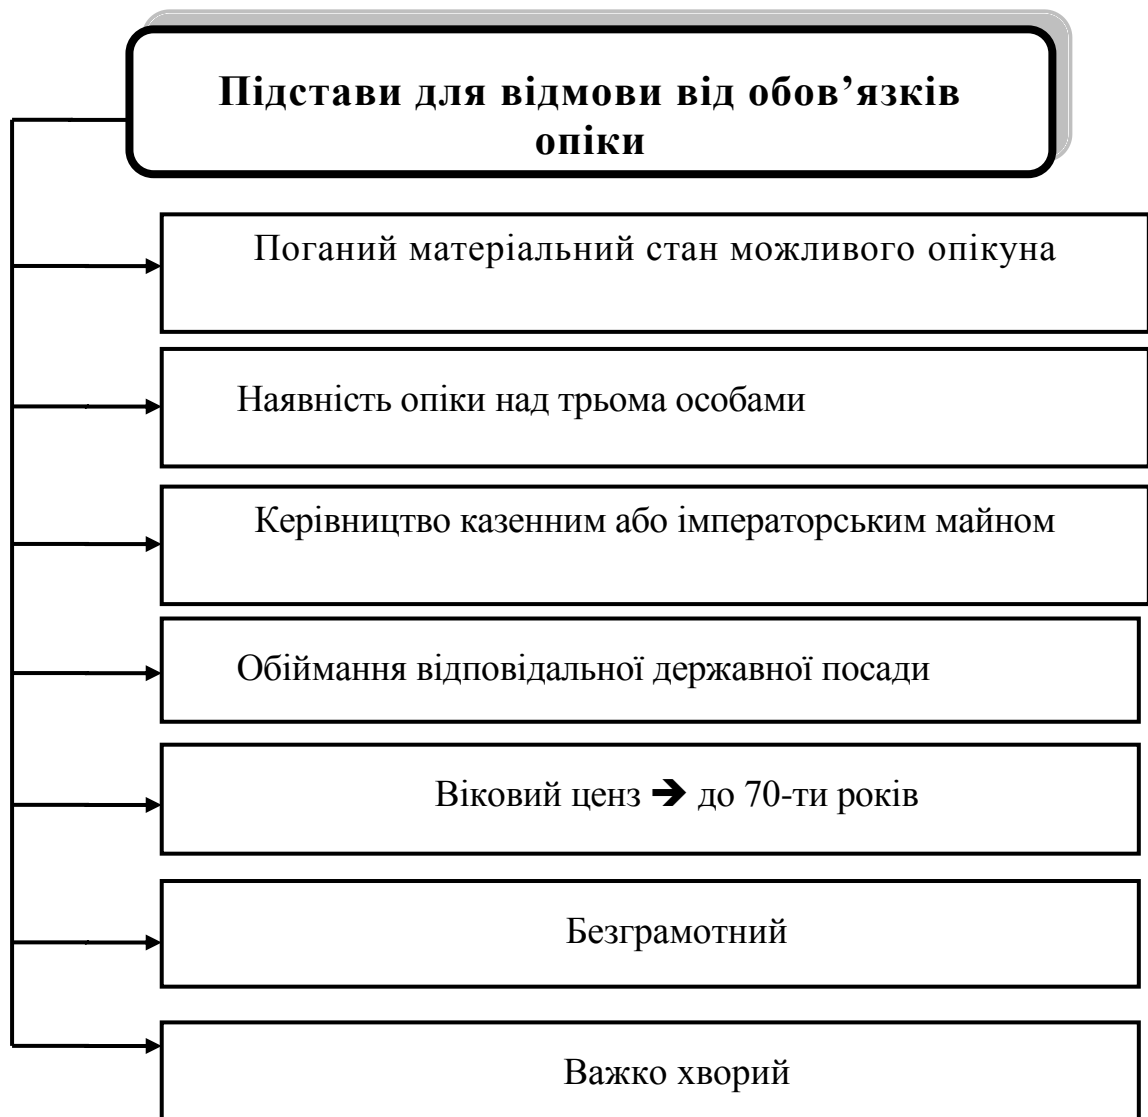 Підстави для відмови від обов’язків
опіки
Поганий матеріальний стан можливого опікуна
Наявність опіки над трьома особами
Керівництво казенним або імператорським майном
Обіймання відповідальної державної посади
Віковий ценз 🡺 до 70-ти років
Безграмотний
Важко хворий